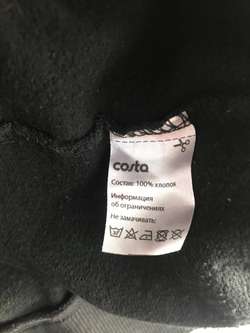 costa
Состав: 100% хлопок
Информация
об ограничениях
Не замачивать: